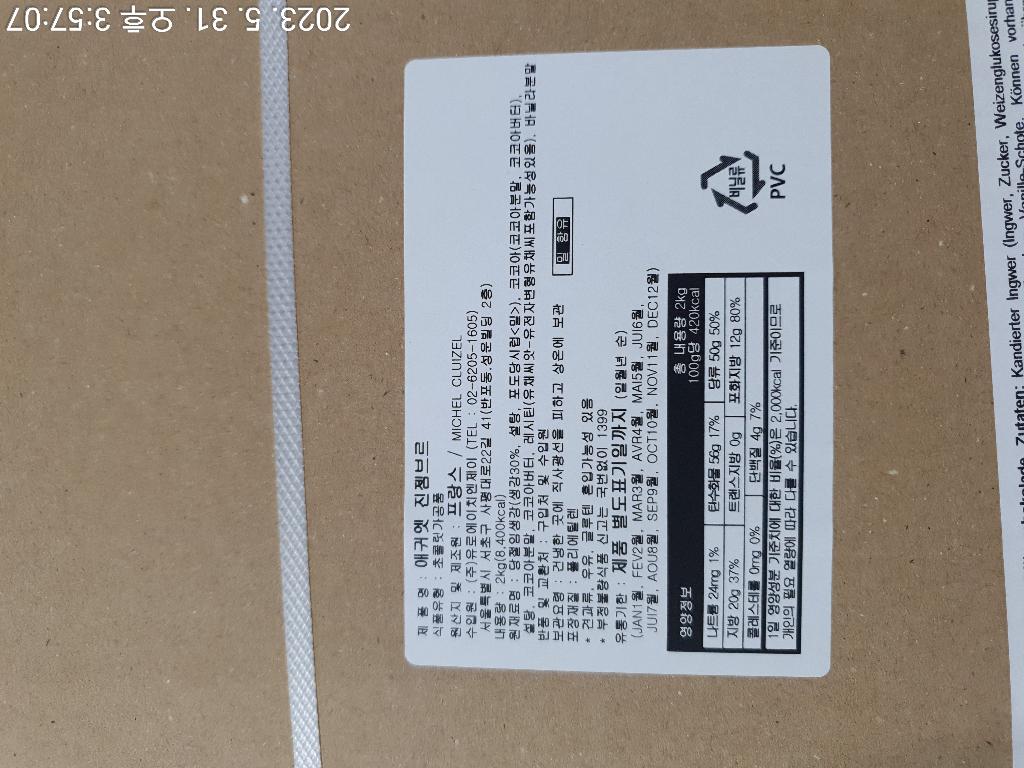 2023. 5. 31. 오후 3:57:07
제 품 명 : 애귀엣 진젬브르
식품유형 : 초콜릿가공품
원산지 및 제조원 : 프랑스 / MICHEL CLUIZEL
수입원 : (주)유로에이치엔제이 (TEL : 02-6205-1605)
서울특별시 서초구 사평대로22길 41(반포동,성운빌딩 2층)
내용량 : 2kg(8,400kcal)
원재료명 : 당절임생강(생강30%, 설탕, 포도당시럽<밀>), 코코아(코코아분말, 코코아버터),
설탕, 코코아분말, 코코아버터, 레시틴(유채씨앗-유전자변형유채씨포함가능성있음), 바닐라분말
반품 및 교환처 : 구입처 및 수입원
밀 함유
보관요령 : 건냉한 곳에 직사광선을 피하고 상온에 보관
포장재질 : 폴리에틸렌
* 견과류, 우유, 글루텐 혼입가능성 있음
* 부정불량식품 신고는 국번없이 1399
유통기한 : 제품 별도표기일까지 (일월년 순)
(JAN1월, FEV2월, MAR3월, AVR4월, MAI5월, JUI6월,
JUI7월, AOU8월, SEP9월, OCT10월, NOV11월, DEC12월)
영양정보
총 내용량 2kg
100g당 420kcal
나트륨 24mg 1% 탄수화물 56g 17% 당류 50g 50%
지방 20g 37% 트랜스지방 0g 포화지방 12g 80%
콜레스테롤 0mg 0% 단백질 4g 7%
1일 영양성분 기준치에 대한 비율(%)은 2,000kcal 기준이므로
개인의 필요 열량에 따라 다를 수 있습니다.
비닐류
PVC
Zutaten: Kandierter Ingwer (Ingwer, Zucker, Weizenglukosesirup
Vanille-Schote. Können vorhan